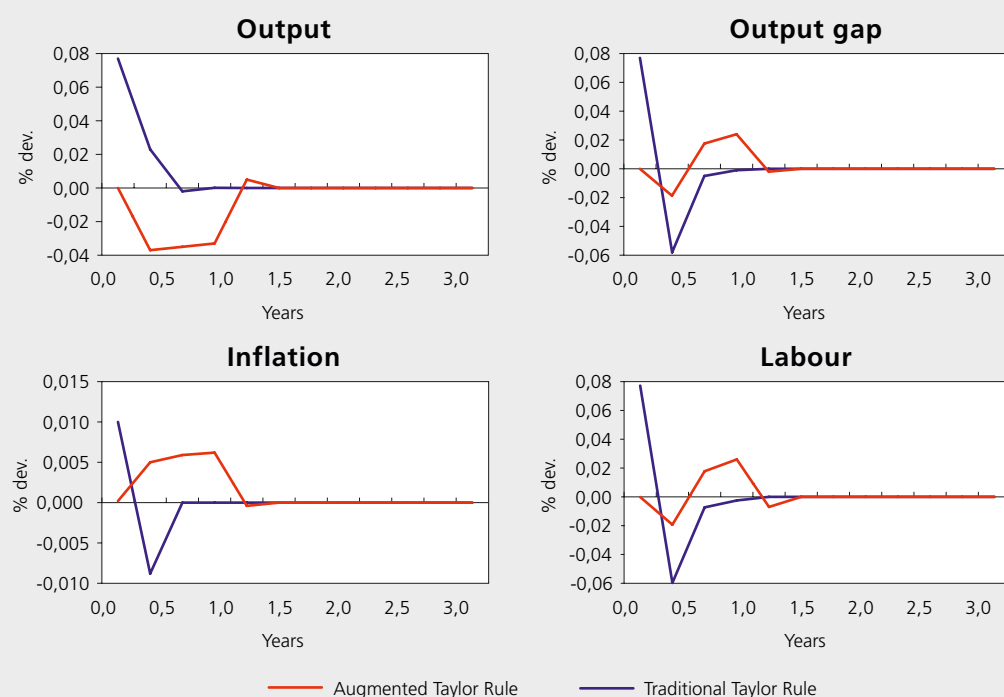 Output
% dev.
0,08
0,06
0,04
0,02
0,00
-0,02
-0,04
0,0 0,5 1,0 1,5 2,0 2,5 3,0
Years
Output gap
% dev.
0,08
0,06
0,04
0,02
0,00
-0,02
-0,04
-0,06
0,0 0,5 1,0 1,5 2,0 2,5 3,0
Years
Inflation
% dev.
0,015
0,010
0,005
0,000
-0,005
-0,010
0,0 0,5 1,0 1,5 2,0 2,5 3,0
Years
Labour
% dev.
0,08
0,06
0,04
0,02
0,00
-0,02
-0,04
0,06
0,0 0,5 1,0 1,5 2,0 2,5 3,0
Years
Augmented Taylor Rule Traditional Taylor Rule